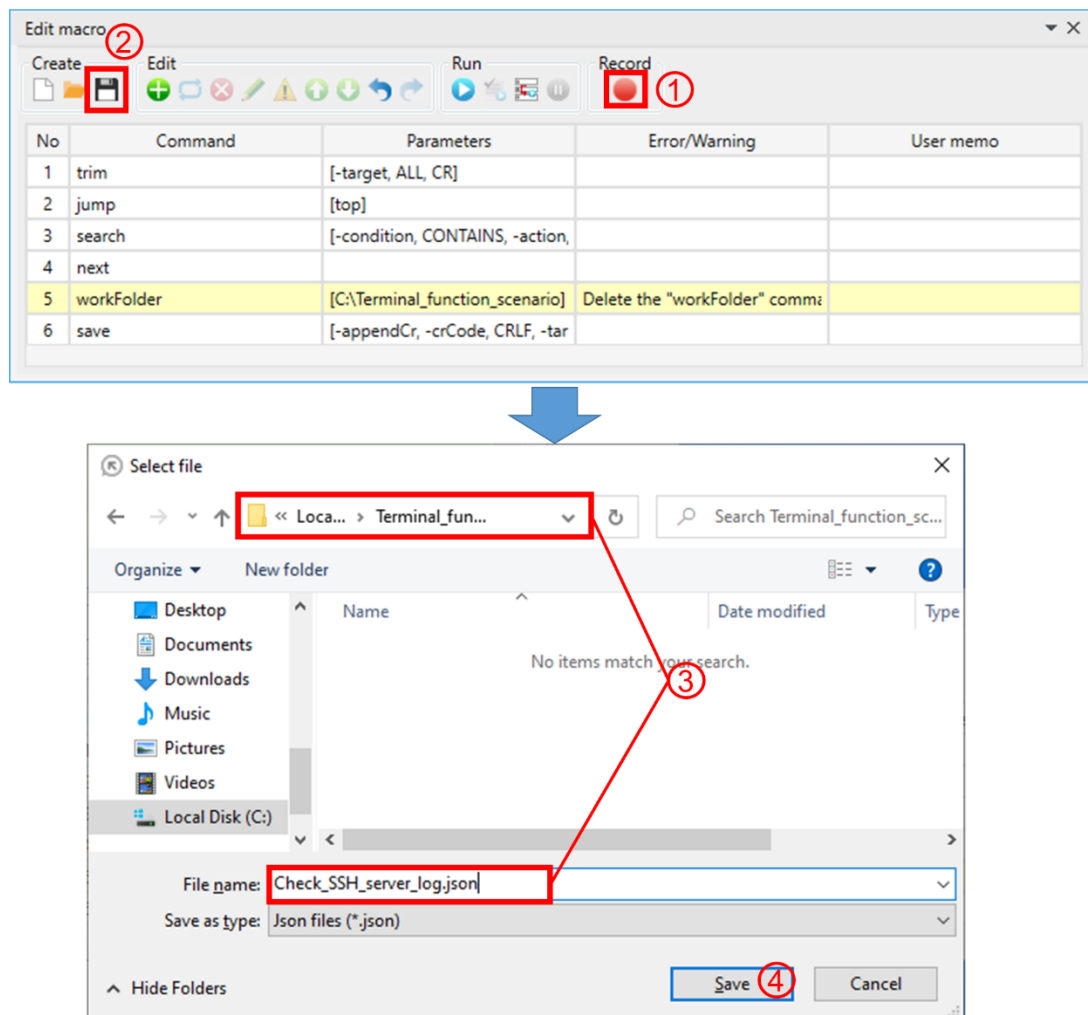 Edit macro
②
Create Edit Run Record
①
No Command Parameters Error/Warning User memo
1 trim [-target, ALL, CR]
2 jump [top]
3 search [-condition, CONTAINS, -action,
4 next
5 workFolder [C:\Terminal_function_scenario] Delete the "workFolder" comma
6 save [-appendCr, -crCode, CRLF, -tar
Select file
« Loca... › Terminal_fun... Search Terminal_function_sc...
Organize New folder
Desktop Name Date modified Type
Documents No items match your search.
Downloads
③
Music
Pictures
Videos
Local Disk (C:)
File name: Check_SSH_server_log.json
Save as type: Json files (*.json)
Hide Folders Save ④ Cancel